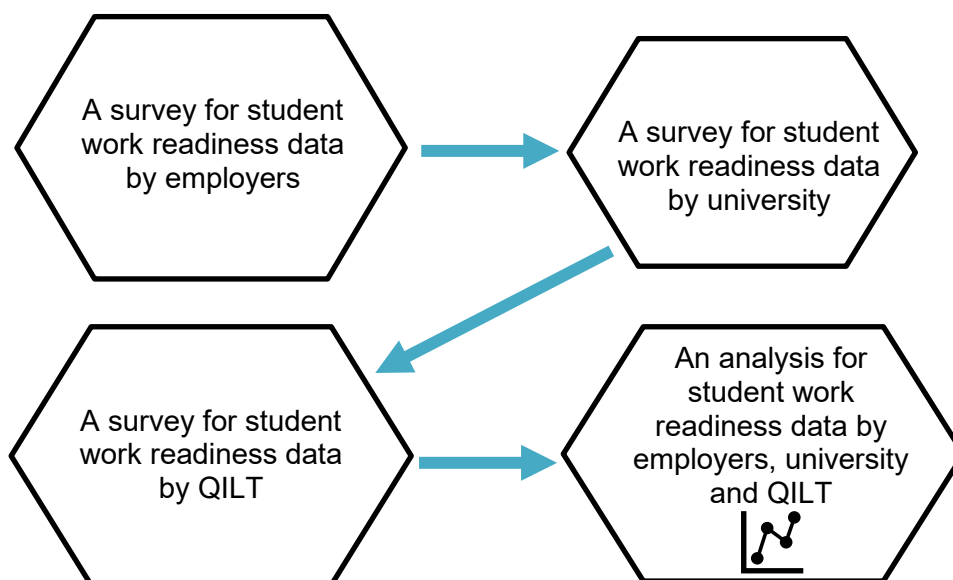 A survey for student
work readiness data
by employers
A survey for student
work readiness data
by university
A survey for student
work readiness data
by QILT
An analysis for
student work
readiness data by
employers, university
and QILT